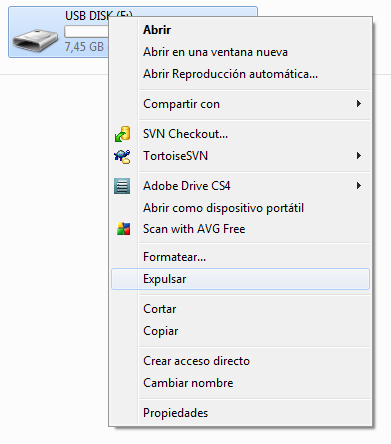 USB DISK (F:)
7,45 GB
Abrir
Abrir en una ventana nueva
Abrir Reproducción automática...
Compartir con
SVN Checkout...
TortoiseSVN
Adobe Drive CS4
Abrir como dispositivo portátil
Scan with AVG Free
Formatear...
Expulsar
Cortar
Copiar
Crear acceso directo
Cambiar nombre
Propiedades